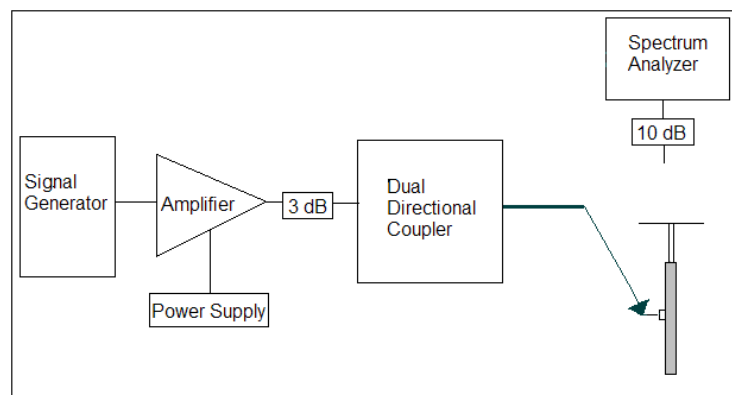 Spectrum
Analyzer
10 dB
Signal
Generator
Amplifier
3 dB
Dual
Directional
Coupler
Power Supply